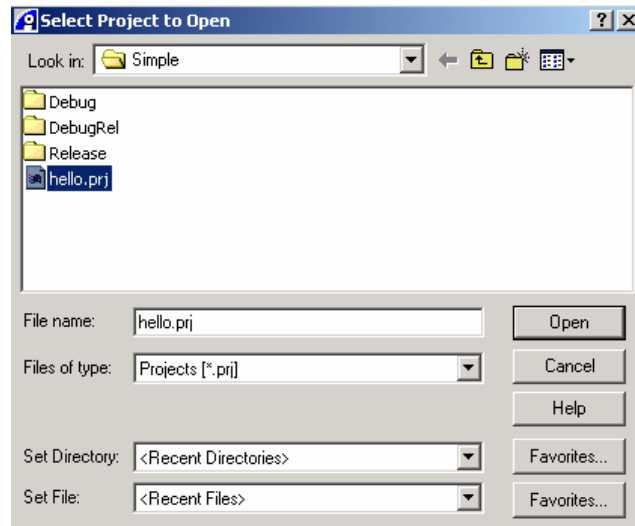 Select Project to Open
Look in: Simple
Debug
DebugRel
Release
hello.prj
File name: hello.prj Open
Files of type: Projects [*.prj] Cancel
Help
Set Directory: <Recent Directories> Favorites...
Set File: <Recent Files> Favorites...